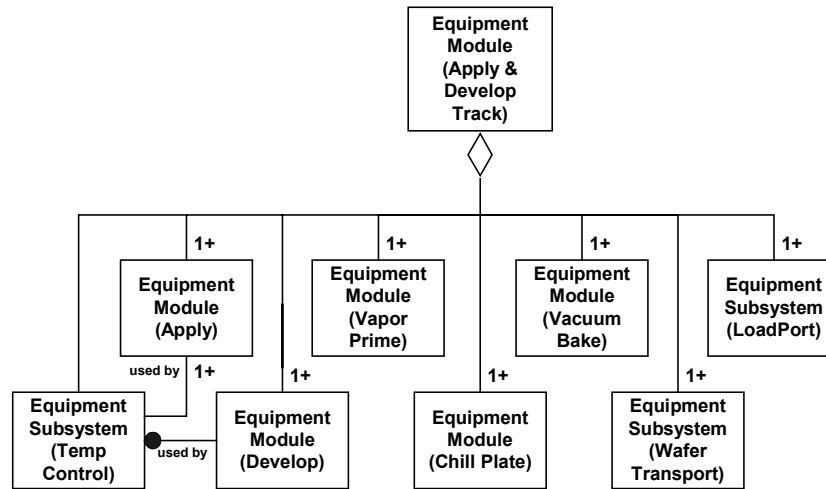 Equipment
Module
(Apply &
Develop
Track)
1+
1+
1+
1+
Equipment
Module
(Apply)
Equipment
Module
(Vapor
Prime)
Equipment
Module
(Vacuum
Bake)
Equipment
Subsystem
(LoadPort)
used by
1+
1+
1+
1+
Equipment
Subsystem
(Temp
Control)
used by
Equipment
Module
(Develop)
Equipment
Module
(Chill Plate)
Equipment
Subsystem
(Wafer
Transport)